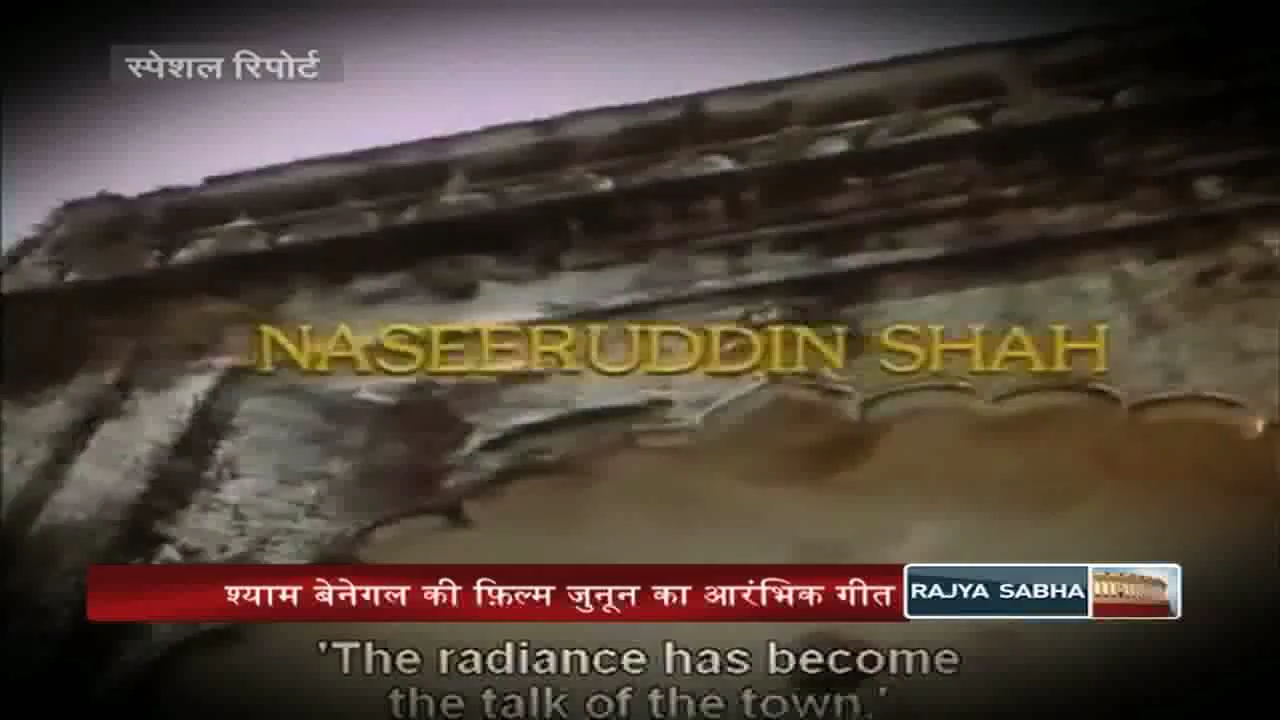 स्पेशल रिपोर्ट
NASEERUDDIN SHAH
श्याम बेनेगल की फ़िल्म जुनून का आरंभिक गीत
RAJYA SABHA
'The radiance has become
the talk of the town.'